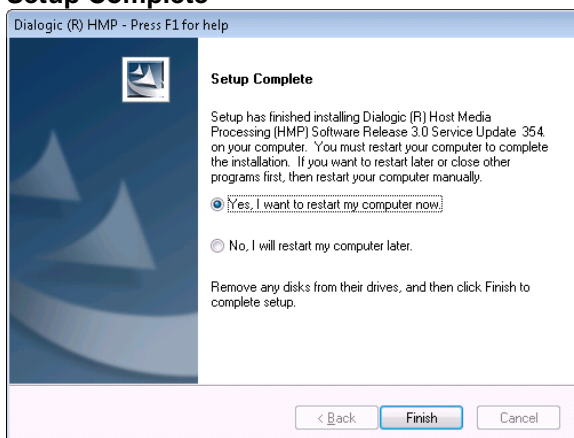 Setup Complete
Dialogic (R) HMP - Press F1 for help
Setup Complete
Setup has finished installing Dialogic (R) Host Media
Processing (HMP) Software Release 3.0 Service Update 354.
on your computer. You must restart your computer to complete
the installation. If you want to restart later or close other
programs first, then restart your computer manually.
Yes, I want to restart my computer now.
No, I will restart my computer later.
Remove any disks from their drives, and then click Finish to
complete setup.
< Back Finish Cancel